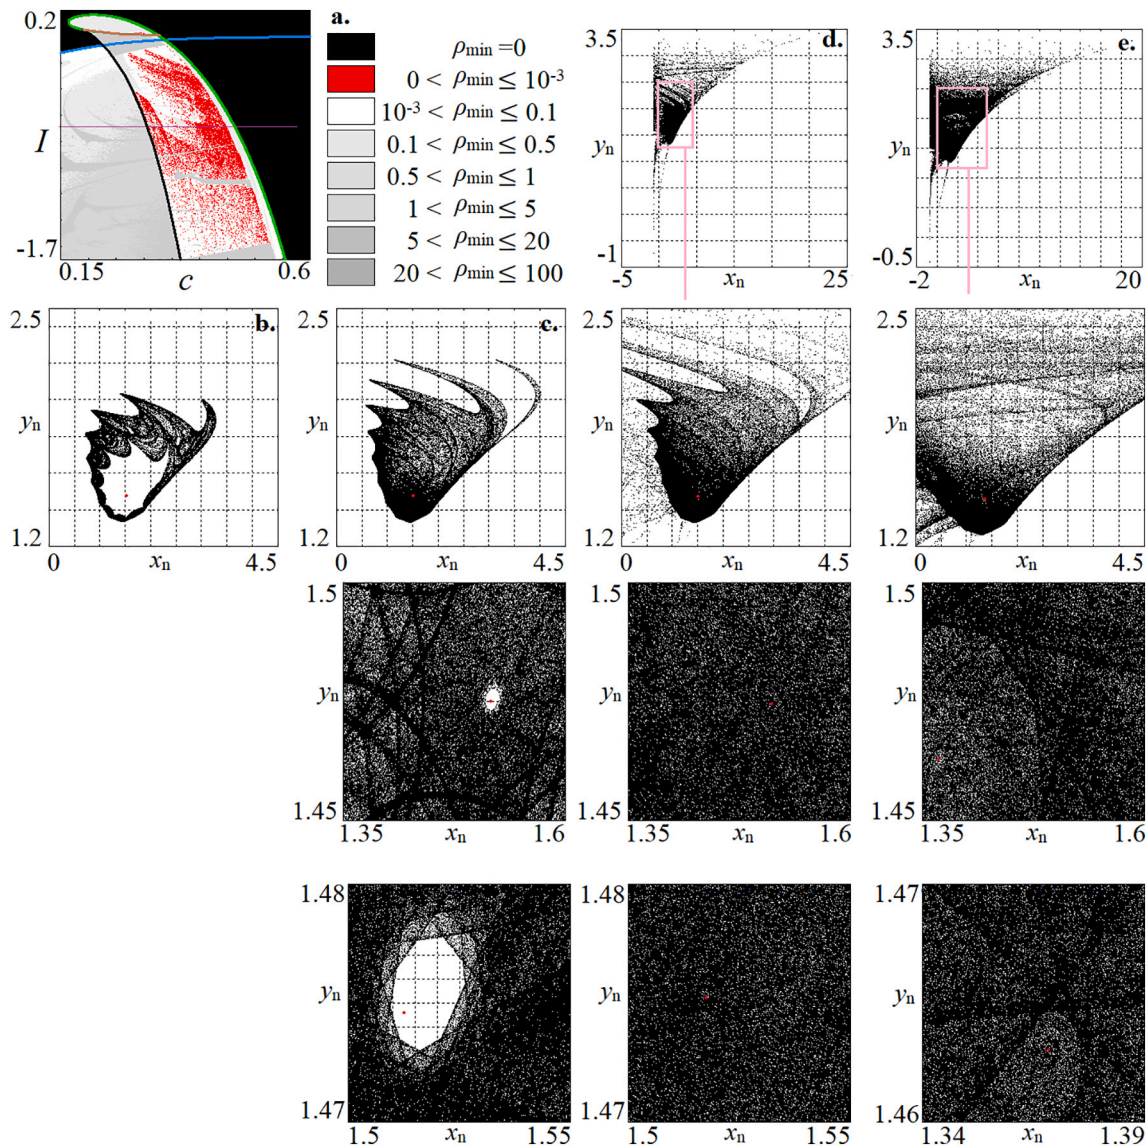 0.2
I
-1.7
0.15
c
0.6
a.
ρmin =0
0 < ρmin ≤ 10-3
10-3 < ρmin ≤ 0.1
0.1 < ρmin ≤ 0.5
0.5 < ρmin ≤ 1
1 < ρmin ≤ 5
5 < ρmin ≤ 20
20 < ρmin ≤ 100
3.5
d.
yn
-1
-5
xn
25
3.5
e.
yn
-0.5
-2
xn
20
2.5
b.
yn
1.2
0
xn
4.5
2.5
c.
yn
1.2
0
xn
4.5
2.5
yn
1.2
0
xn
4.5
2.5
yn
1.2
0
xn
4.5
1.5
yn
1.45
1.35
xn
1.6
1.5
yn
1.45
1.35
xn
1.6
1.5
yn
1.45
1.35
xn
1.6
1.48
yn
1.47
1.5
xn
1.55
1.48
yn
1.47
1.5
xn
1.55
1.47
yn
1.46
1.34
xn
1.39